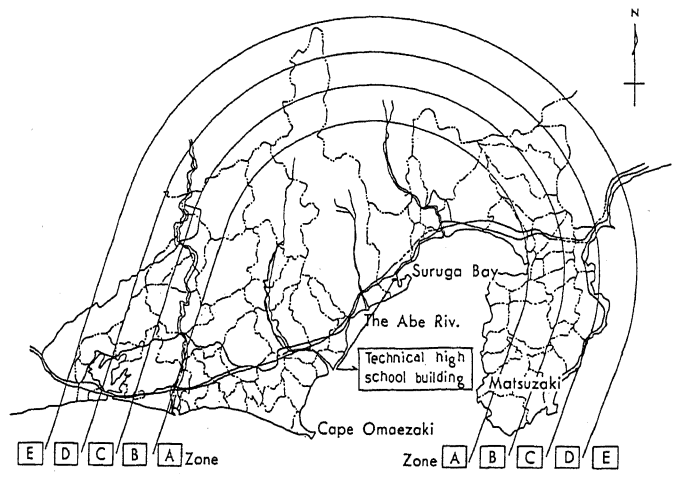 N
Suruga Bay
The Abe Riv.
Technical high
school building
Matsuzaki
Cape Omaezaki
E D C B A Zone
Zone A B C D E